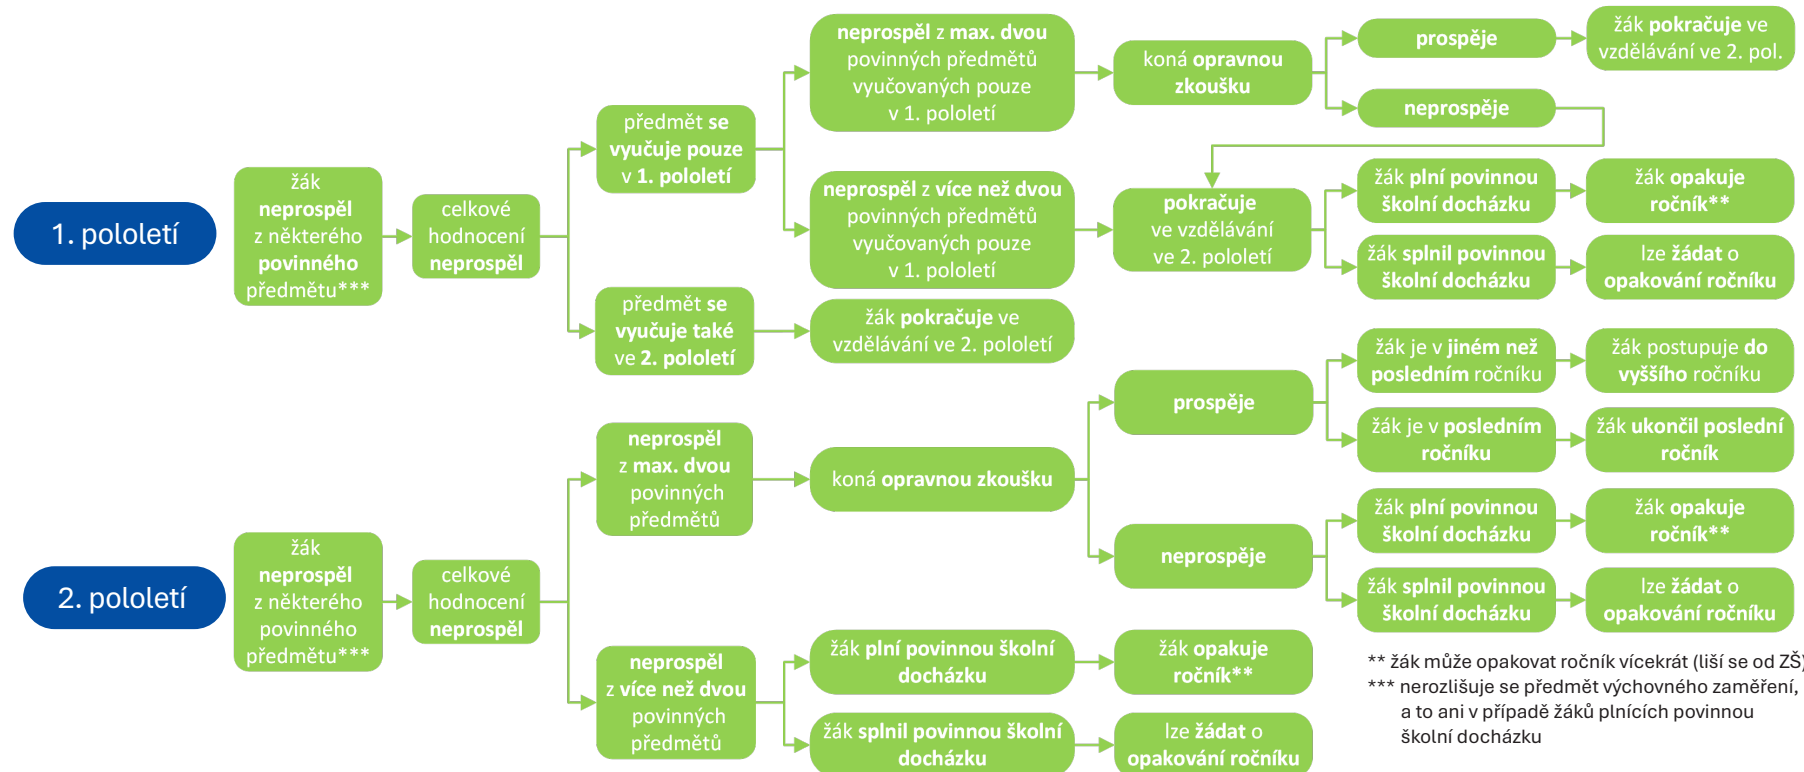 1. pololetí
žák
neprospěl
z některého
povinného
předmětu***
celkové
hodnocení
neprospěl
předmět se
vyučuje pouze
v 1. pololetí
neprospěl z max. dvou
povinných předmětů
vyučovaných pouze
v 1. pololetí
koná opravnou
zkoušku
prospěje
žák pokračuje ve
vzdělávání ve 2. pol.
neprospěje
neprospěl z více než dvou
povinných předmětů
vyučovaných pouze
v 1. pololetí
pokračuje
ve vzdělávání
ve 2. pololetí
žák plní povinnou
školní docházku
žák opakuje
ročník**
žák splnil povinnou
školní docházku
lze žádat o
opakování ročníku
předmět se
vyučuje také
ve 2. pololetí
žák pokračuje ve
vzdělávání ve 2. pololetí
2. pololetí
žák
neprospěl
z některého
povinného
předmětu***
celkové
hodnocení
neprospěl
neprospěl
z max. dvou
povinných
předmětů
koná opravnou zkoušku
prospěje
žák je v jiném než
posledním ročníku
žák postupuje do
vyššího ročníku
žák je v posledním
ročníku
žák ukončil poslední
ročník
neprospěje
žák plní povinnou
školní docházku
žák opakuje
ročník**
žák splnil povinnou
školní docházku
lze žádat o
opakování ročníku
neprospěl
z více než dvou
povinných
předmětů
žák plní povinnou školní
docházku
žák opakuje
ročník**
žák splnil povinnou školní
docházku
lze žádat o
opakování ročníku
** žák může opakovat ročník vícekrát (liší se od ZŠ)
*** nerozlišuje se předmět výchovného zaměření,
a to ani v případě žáků plnících povinnou
školní docházku